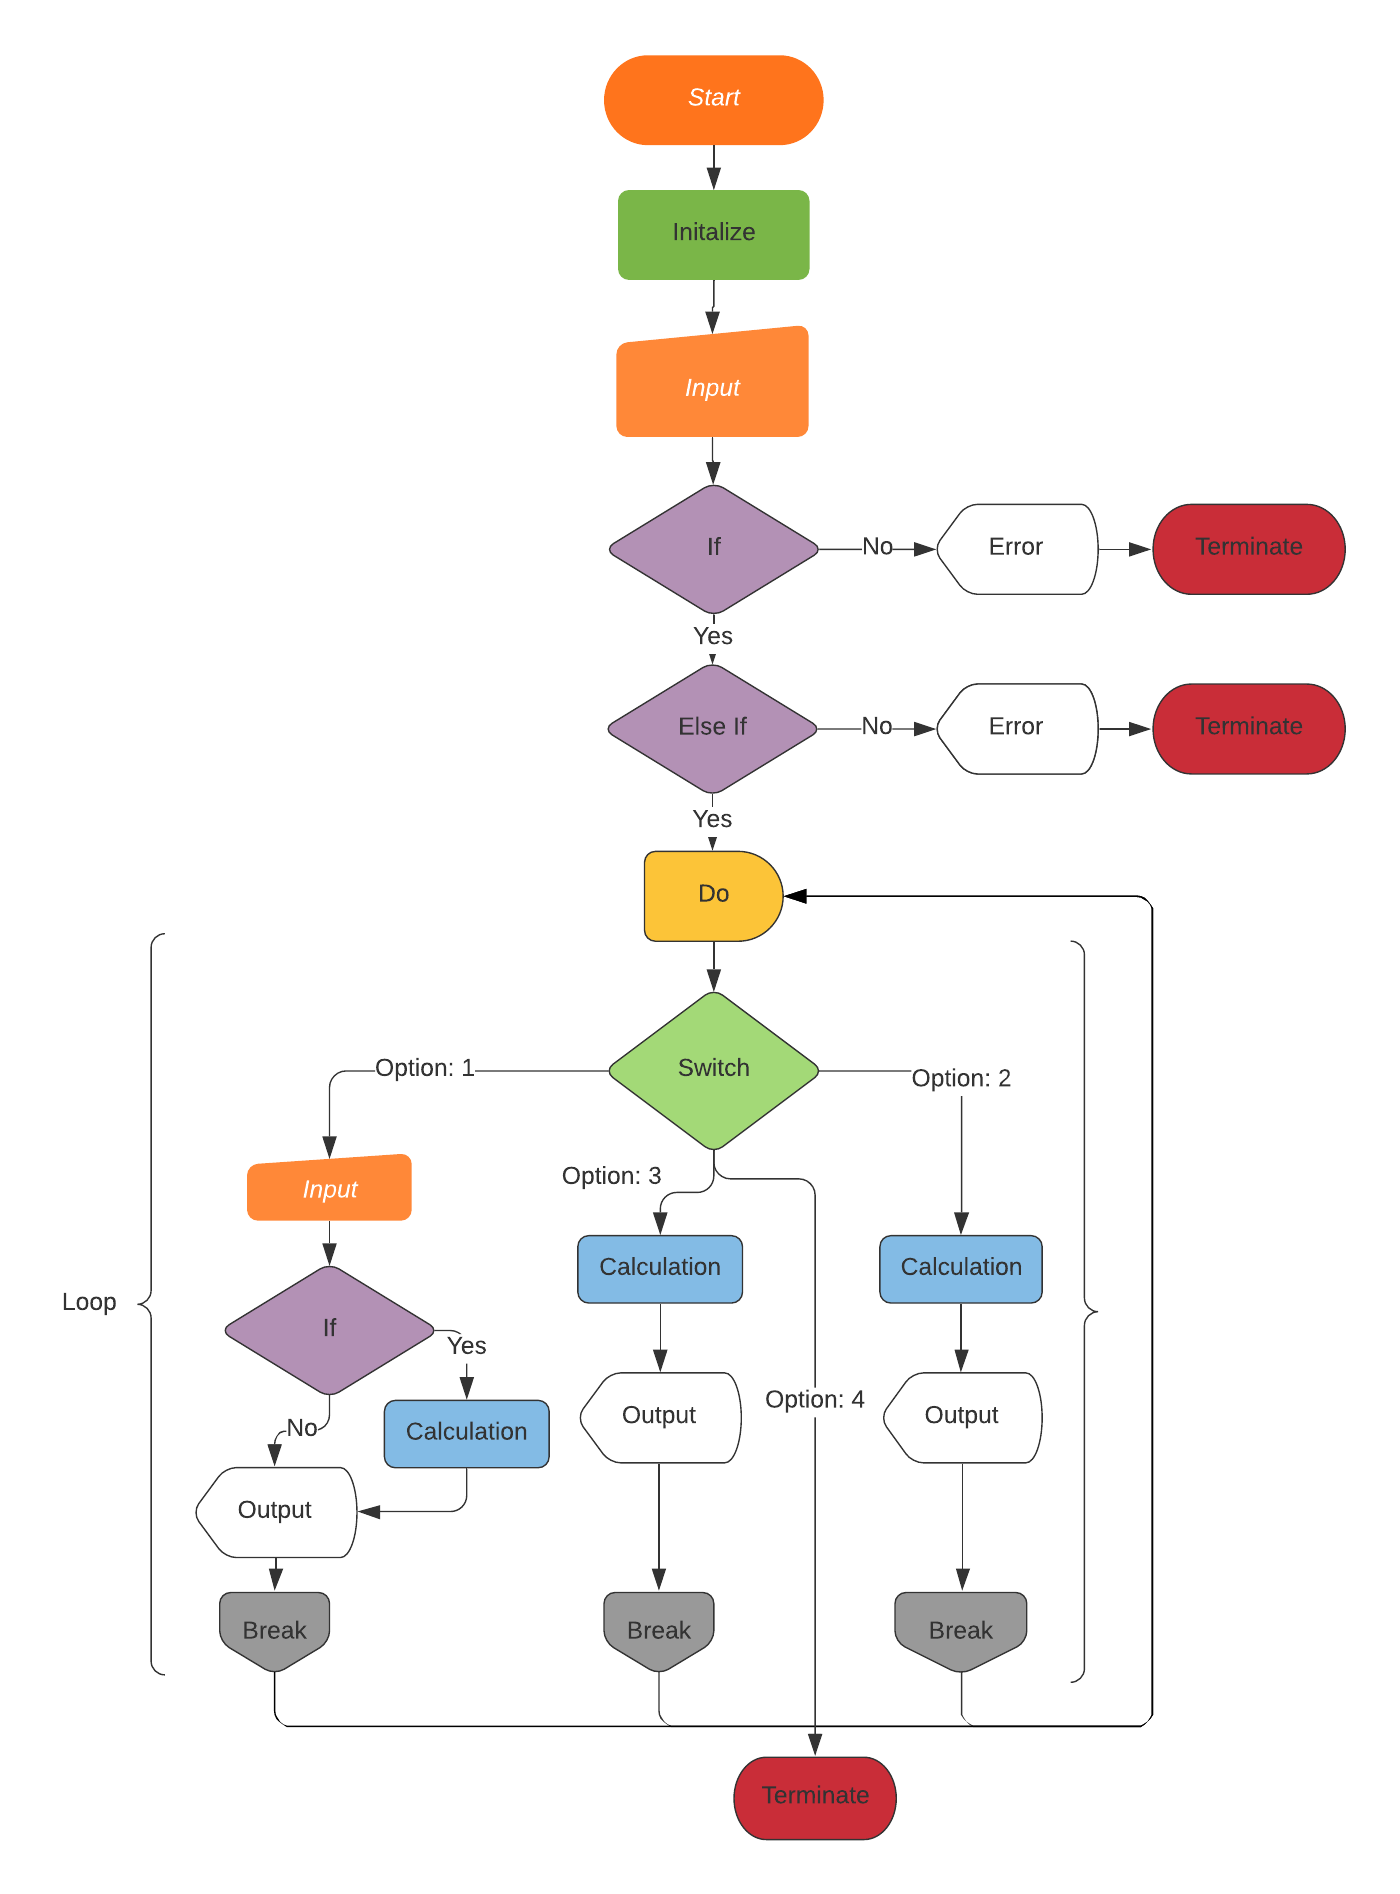 Start
Initalize
Input
If
No
Error
Terminate
Yes
Else If
No
Error
Terminate
Yes
Do
Switch
Option: 1
Option: 2
Option: 3
Input
Calculation
Calculation
Loop
If
Yes
Option: 4
Output
Output
No
Calculation
Output
Break
Break
Break
Terminate